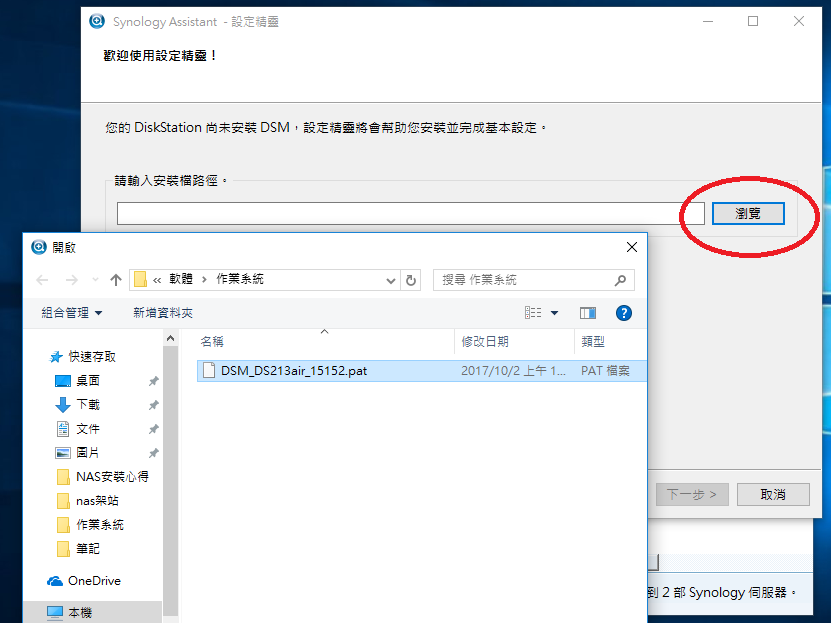 Synology Assistant - 設定精靈
歡迎使用設定精靈！
您的 DiskStation 尚未安裝 DSM，設定精靈將會幫助您安裝並完成基本設定。
請輸入安裝檔路徑。
瀏覽
開啟
« 軟體 › 作業系統
搜尋 作業系統
組合管理
新增資料夾
名稱
修改日期
類型
DSM_DS213air_15152.pat
2017/10/2 上午 1...
PAT 檔案
快速存取
桌面
下載
文件
圖片
NAS安裝心得
nas架站
作業系統
筆記
OneDrive
本機
下一步 >
取消
到 2 部 Synology 伺服器。